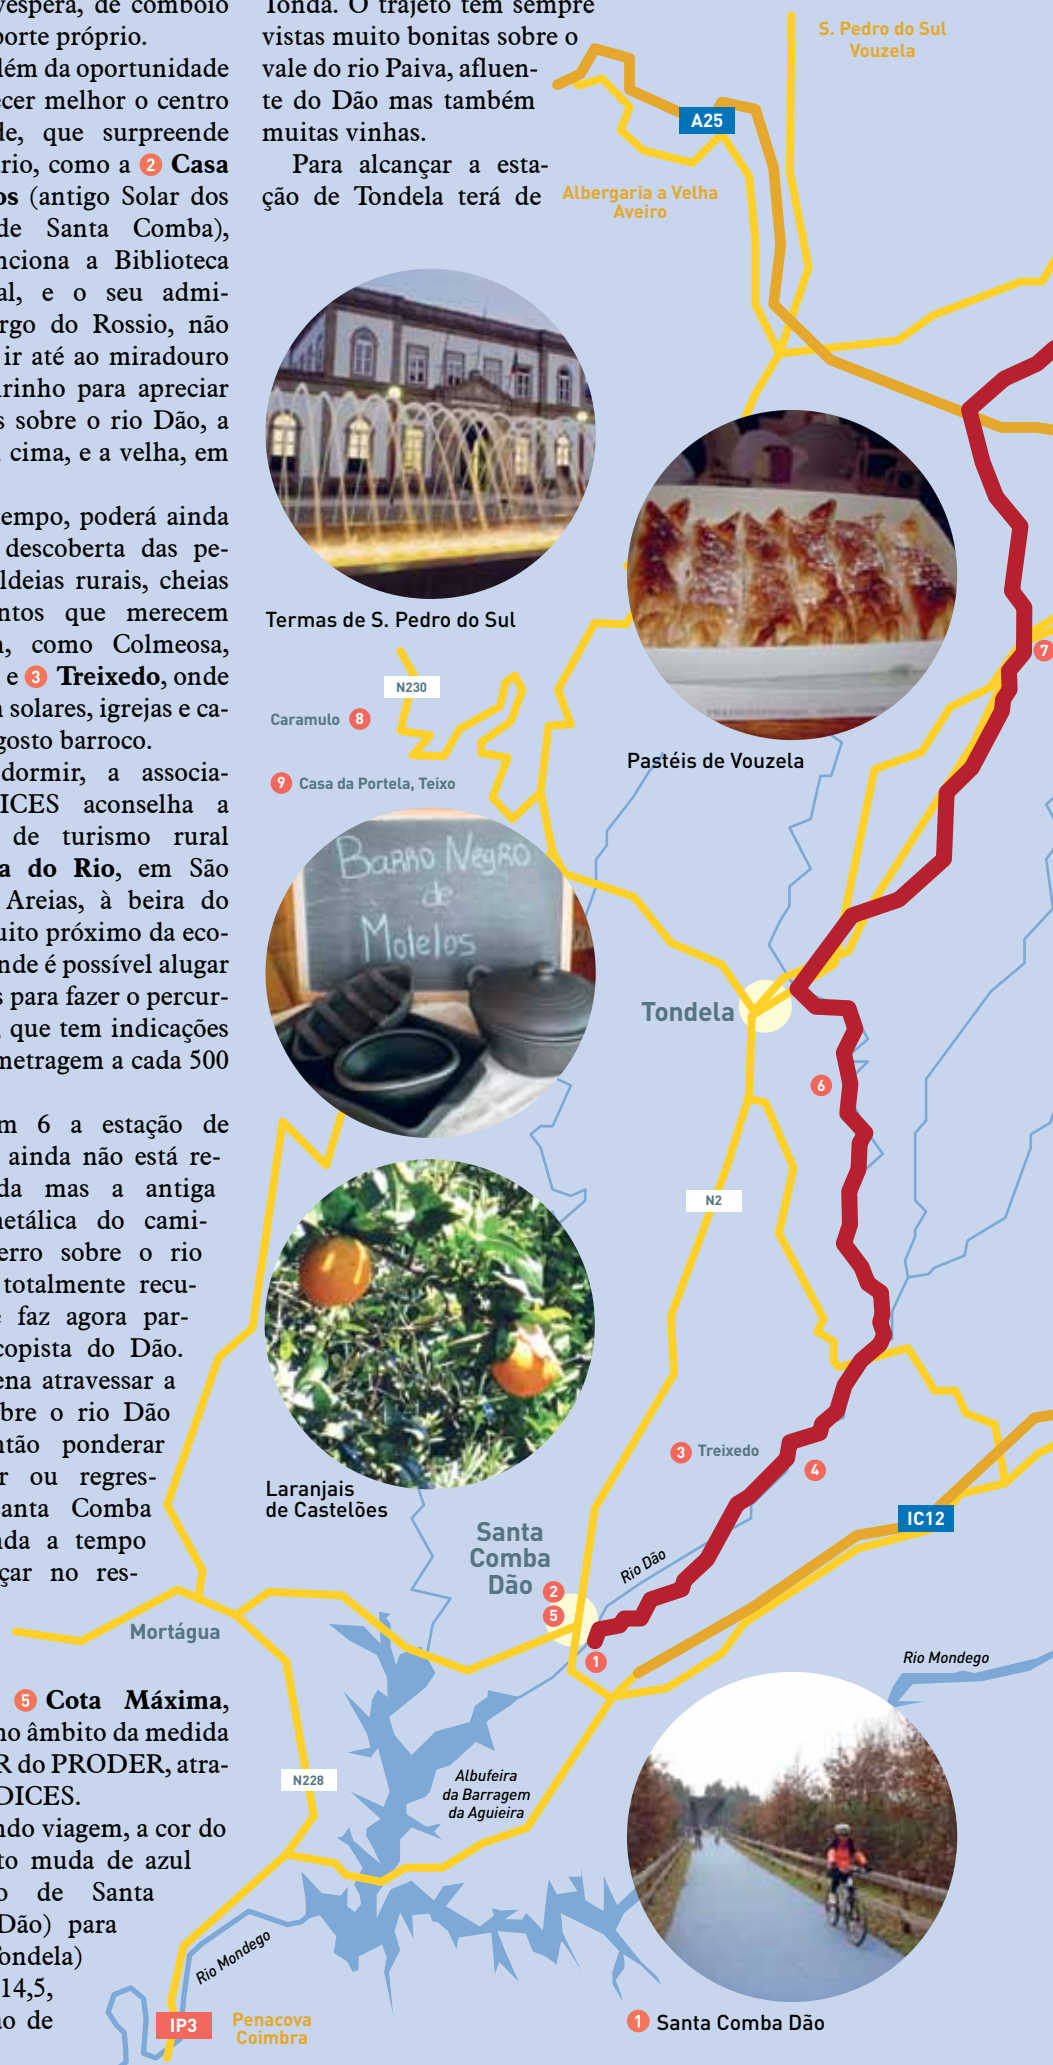 véspera, de comboio
porte próprio.
lém da oportunidade
ecer melhor o centro
de, que surpreende
rio, como a 2 Casa
os (antigo Solar dos
de Santa Comba),
nciona a Biblioteca
al, e o seu admi-
rgo do Rossio, não
ir até ao miradouro
irinho para apreciar
s sobre o rio Dão, a
cima, e a velha, em
tempo, poderá ainda
descoberta das pe-
ldeias rurais, cheias
ntos que merecem
, como Colmeosa,
e 3 Treixedo, onde
n solares, igrejas e ca-
gosto barroco.
dormir, a associa-
ICES aconselha a
de turismo rural
a do Rio, em São
Areias, à beira do
uito próximo da eco-
nde é possível alugar
s para fazer o percur-
, que tem indicações
metragem a cada 500
m 6 a estação de
ainda não está re-
da mas a antiga
netálica do cami-
erro sobre o rio
totalmente recu-
e faz agora par-
copista do Dão.
ena atravessar a
bre o rio Dão
ntão ponderar
r ou regres-
Santa Comba
nda a tempo
çar no res-
5 Cota Máxima,
no âmbito da medida
R do PRODER, atra-
DICES.
ndo viagem, a cor do
to muda de azul
o de Santa
Dão) para
Tondela)
14,5,
ão de
Tonda. O trajeto tem sempre
vistas muito bonitas sobre o
vale do rio Paiva, afluen-
te do Dão mas também
muitas vinhas.
Para alcançar a esta-
ção de Tondela terá de
S. Pedro do Sul
Vouzela
A25
Albergaria a Velha
Aveiro
Termas de S. Pedro do Sul
7
N230
Caramulo 8
Pastéis de Vouzela
9 Casa da Portela, Teixo
Barro Negro
de
Molelos
Tondela
6
N2
Laranjais
de Castelões
3 Treixedo
4
IC12
Santa
Comba
Dão
2
5
Rio Dão
1
Mortágua
Rio Mondego
N228
Albufeira
da Barragem
da Aguieira
Rio Mondego
IP3
Penacova
Coimbra
1 Santa Comba Dão